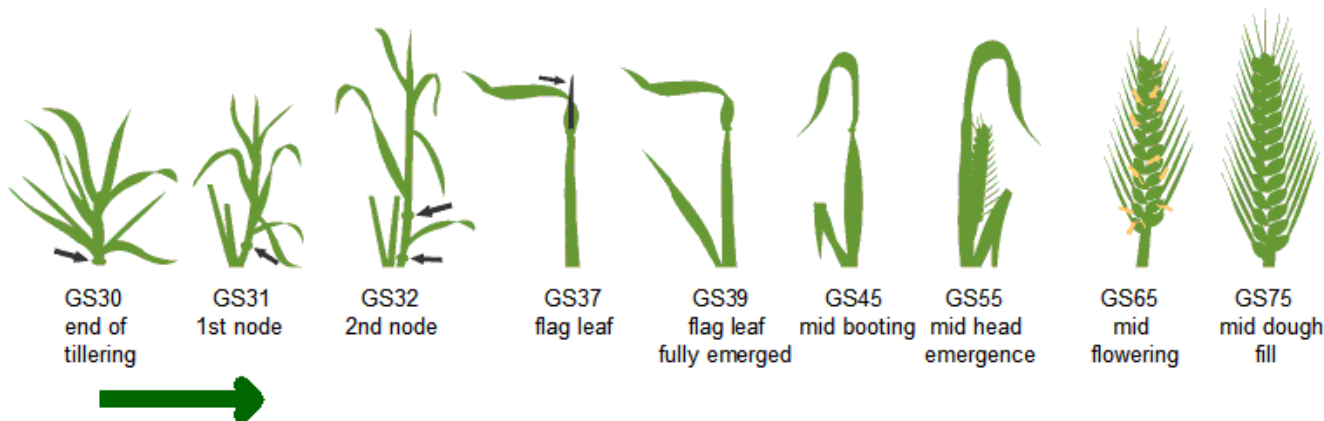 GS30
end of
tillering
GS31
1st node
GS32
2nd node
GS37
flag leaf
GS39
flag leaf
fully emerged
GS45
mid booting
GS55
mid head
emergence
GS65
mid
flowering
GS75
mid dough
fill